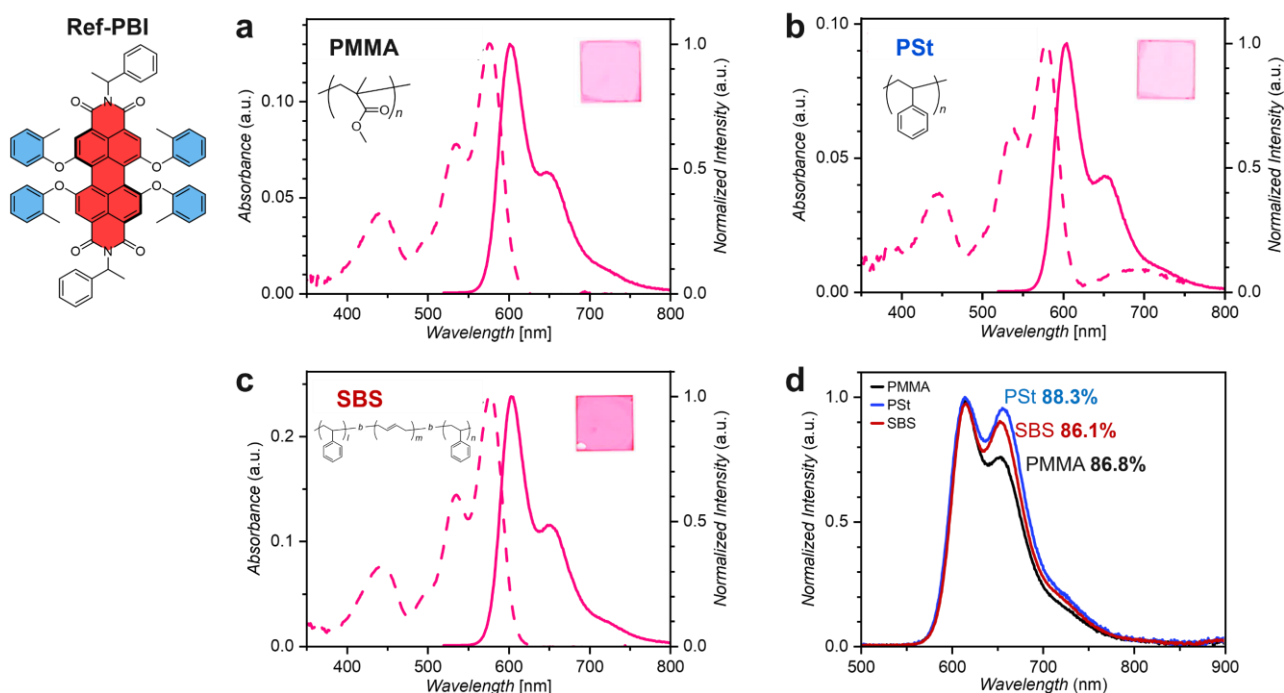 Ref-PBI
O
N
O
O
O
O
O
O
N
O
a
PMMA
n
O
O
Absorbance (a.u.)
0.10
0.05
0.00
400 500 600 700 800
Wavelength [nm]
1.0
0.5
0.0
Normalized Intensity (a.u.)
b
PSt
n
Absorbance (a.u.)
0.10
0.05
0.00
400 500 600 700 800
Wavelength [nm]
1.0
0.5
0.0
Normalized Intensity (a.u.)
c
SBS
l b m b n
Absorbance (a.u.)
0.2
0.1
0.0
400 500 600 700 800
Wavelength [nm]
1.0
0.5
0.0
Normalized Intensity (a.u.)
d
PMMA
PSt
SBS
PSt 88.3%
SBS 86.1%
PMMA 86.8%
Normalized Intensity (a.u.)
1.0
0.5
0.0
500 600 700 800 900
Wavelength (nm)